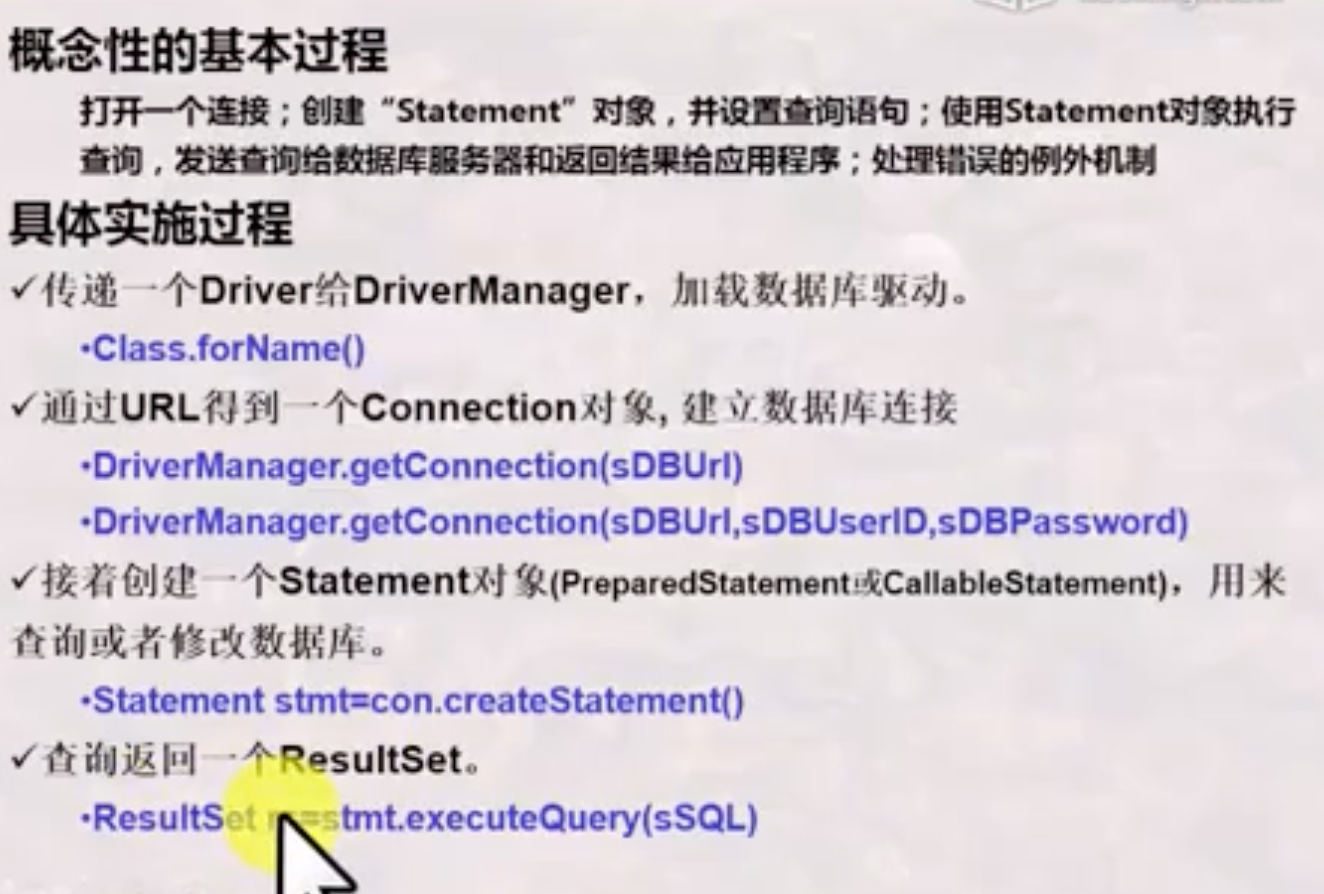 概念性的基本过程
打开一个连接；创建“Statement”对象，并设置查询语句；使用Statement对象执行
查询，发送查询给数据库服务器和返回结果给应用程序；处理错误的例外机制
具体实施过程
✓传递一个Driver给DriverManager，加载数据库驱动。
•Class.forName()
✓通过URL得到一个Connection对象, 建立数据库连接
•DriverManager.getConnection(sDBUrl)
•DriverManager.getConnection(sDBUrl,sDBUserID,sDBPassword)
✓接着创建一个Statement对象(PreparedStatement或CallableStatement)，用来
查询或者修改数据库。
•Statement stmt=con.createStatement()
✓查询返回一个ResultSet。
•ResultSet =stmt.executeQuery(sSQL)